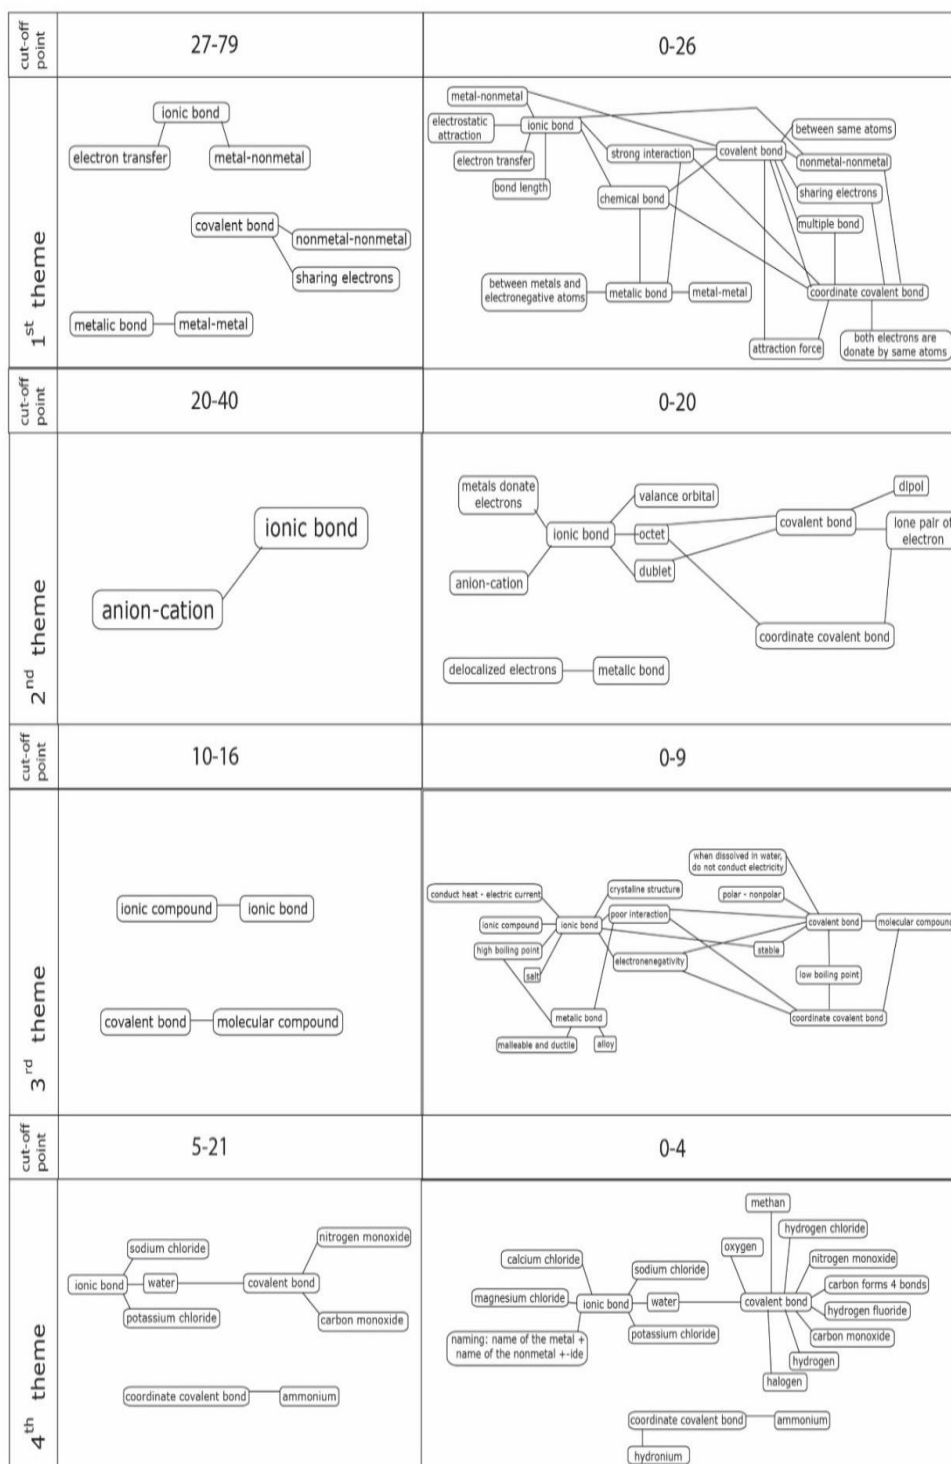 cut-off
point
27-79
0-26
1st theme
ionic bond
electron transfer
metal-nonmetal
covalent bond
nonmetal-nonmetal
sharing electrons
metalic bond
metal-metal
metal-nonmetal
electrostatic
attraction
ionic bond
electron transfer
bond length
strong interaction
chemical bond
covalent bond
between same atoms
nonmetal-nonmetal
sharing electrons
multiple bond
between metals and
electronegative atoms
metalic bond
metal-metal
coordinate covalent bond
attraction force
both electrons are
donate by same atoms
cut-off
point
20-40
0-20
2nd theme
ionic bond
anion-cation
metals donate
electrons
ionic bond
anion-cation
valance orbital
octet
dublet
covalent bond
dipol
lone pair of
electron
coordinate covalent bond
delocalized electrons
metalic bond
cut-off
point
10-16
0-9
3rd theme
ionic compound
ionic bond
covalent bond
molecular compound
when dissolved in water,
do not conduct electricity
conduct heat - electric current
crystaline structure
polar - nonpolar
ionic compound
ionic bond
poor interaction
covalent bond
molecular compound
high boiling point
stable
electronenegativity
salt
low boiling point
metalic bond
coordinate covalent bond
malleable and ductile
alloy
cut-off
point
5-21
0-4
4th theme
sodium chloride
ionic bond
water
potassium chloride
nitrogen monoxide
covalent bond
carbon monoxide
coordinate covalent bond
ammonium
methan
hydrogen chloride
oxygen
calcium chloride
nitrogen monoxide
sodium chloride
carbon forms 4 bonds
magnesium chloride
ionic bond
water
covalent bond
hydrogen fluoride
naming: name of the metal +
name of the nonmetal +-ide
potassium chloride
carbon monoxide
hydrogen
halogen
coordinate covalent bond
ammonium
hydronium